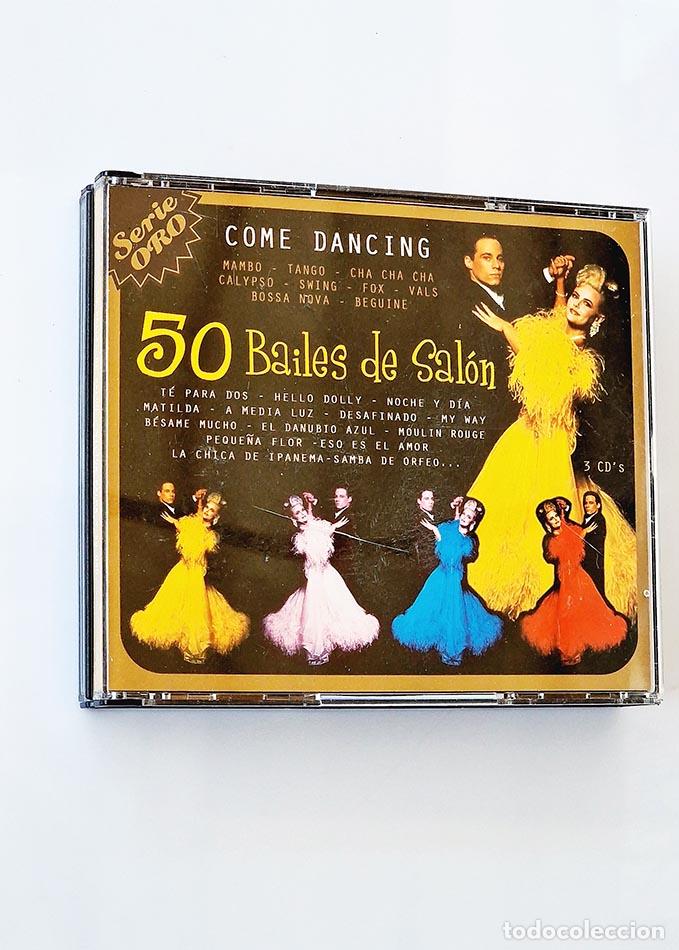 Serie
ORO
COME DANCING
MAMBO - TANGO - CHA CHA CHA
CALYPSO - SWING - FOX - VALS
BOSSA NOVA - BEGUINE
50 Bailes de Salón
TÉ PARA DOS - HELLO DOLLY - NOCHE Y DÍA
MATILDA - A MEDIA LUZ - DESAFINADO - MY WAY
BÉSAME MUCHO - EL DANUBIO AZUL - MOULIN ROUGE
PEQUEÑA FLOR -ESO ES EL AMOR
LA CHICA DE IPANEMA-SAMBA DE ORFEO...
3 CD's
todocoleccion